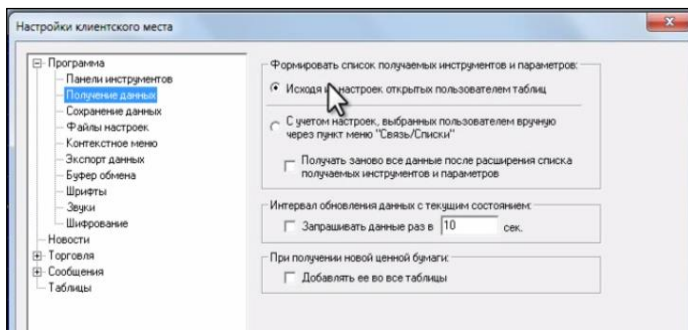 Настройки клиентского места
Программа
Панели инструментов
Получение данных
Сохранение данных
Файлы настроек
Контекстное меню
Экспорт данных
Буфер обмена
Шрифты
Звуки
Шифрование
Новости
Торговля
Сообщения
Таблицы
Формировать список получаемых инструментов и параметров:
Исходя настроек открытых пользователем таблиц
С учетом настроек, выбранных пользователем вручную
через пункт меню "Связь/Списки"
Получать заново все данные после расширения списка
получаемых инструментов и параметров
Интервал обновления данных с текущим состоянием:
Запрашивать данные раз в 10 сек.
При получении новой ценной бумаги:
Добавлять ее во все таблицы